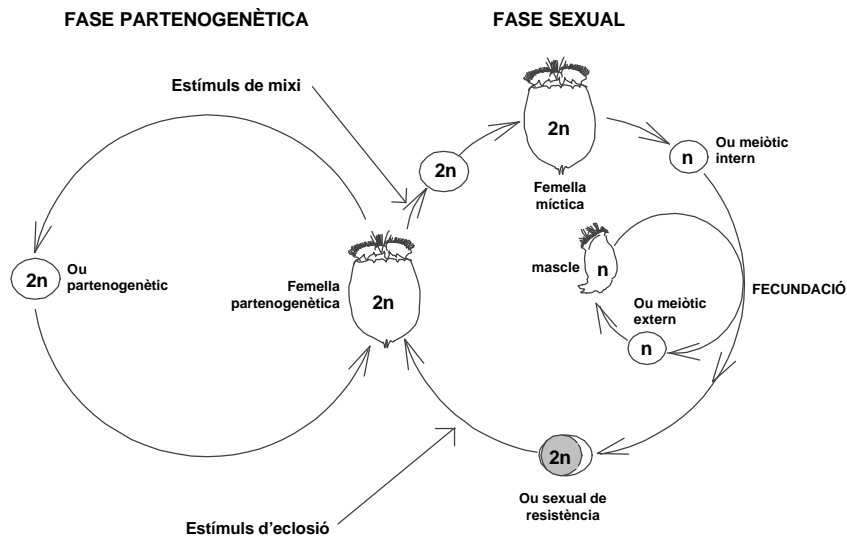 FASE PARTENOGENÈTICA
FASE SEXUAL
Estímuls de mixi
2n
2n
Femella
míctica
n
Ou meiòtic
intern
2n
Ou
partenogenètic
Femella
partenogenètica
2n
mascle
n
Ou meiòtic
extern
n
FECUNDACIÓ
2n
Ou sexual de
resistència
Estímuls d'eclosió